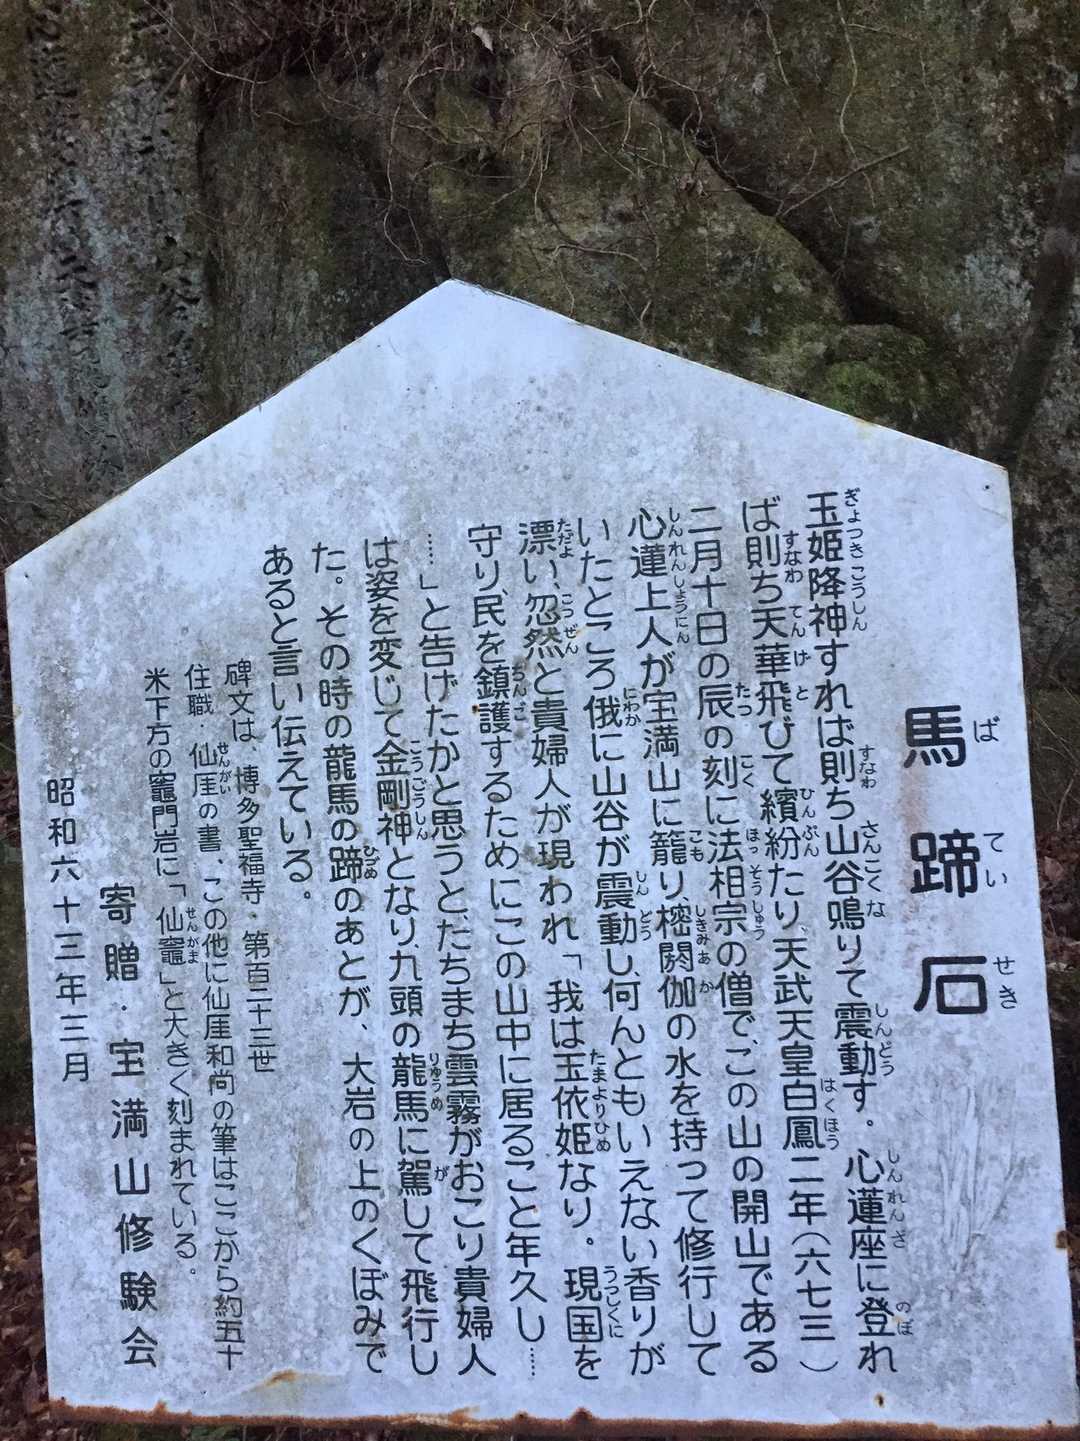 馬蹄石
玉姫降神すれば則ち山谷鳴りて震動す。心蓮座に登れ
ば則ち天華飛びて繽紛たり、天武天皇白鳳二年(六七三)
二月十日の辰の刻に法相宗の僧で、この山の開山である
心蓮上人が宝満山に籠り、樒閼伽の水を持って修行して
いたところ俄に山谷が震動し、何んともいえない香りが
漂い、忽然と貴婦人が現われ「我は玉依姫なり。現国を
守り、民を鎮護するためにこの山中に居ること年久し……
……」と告げたかと思うと、たちまち雲霧がおこり貴婦人
は姿を変じて金剛神となり、九頭の龍馬に駕して飛行し
た。その時の龍馬の蹄のあとが、大岩の上のくぼみで
あると言い伝えている。
碑文は、博多聖福寺・第百二十三世
住職・仙厓の書、この他に仙厓和尚の筆はここから約五十
米下方の竈門岩に「仙竈」と大きく刻まれている。
寄贈・宝満山修験会
昭和六十三年三月